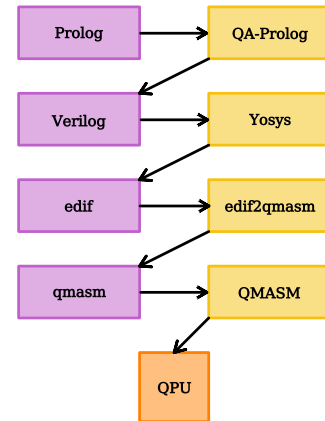 Prolog
QA-Prolog
Verilog
Yosys
edif
edif2qmasm
qmasm
QMASM
QPU